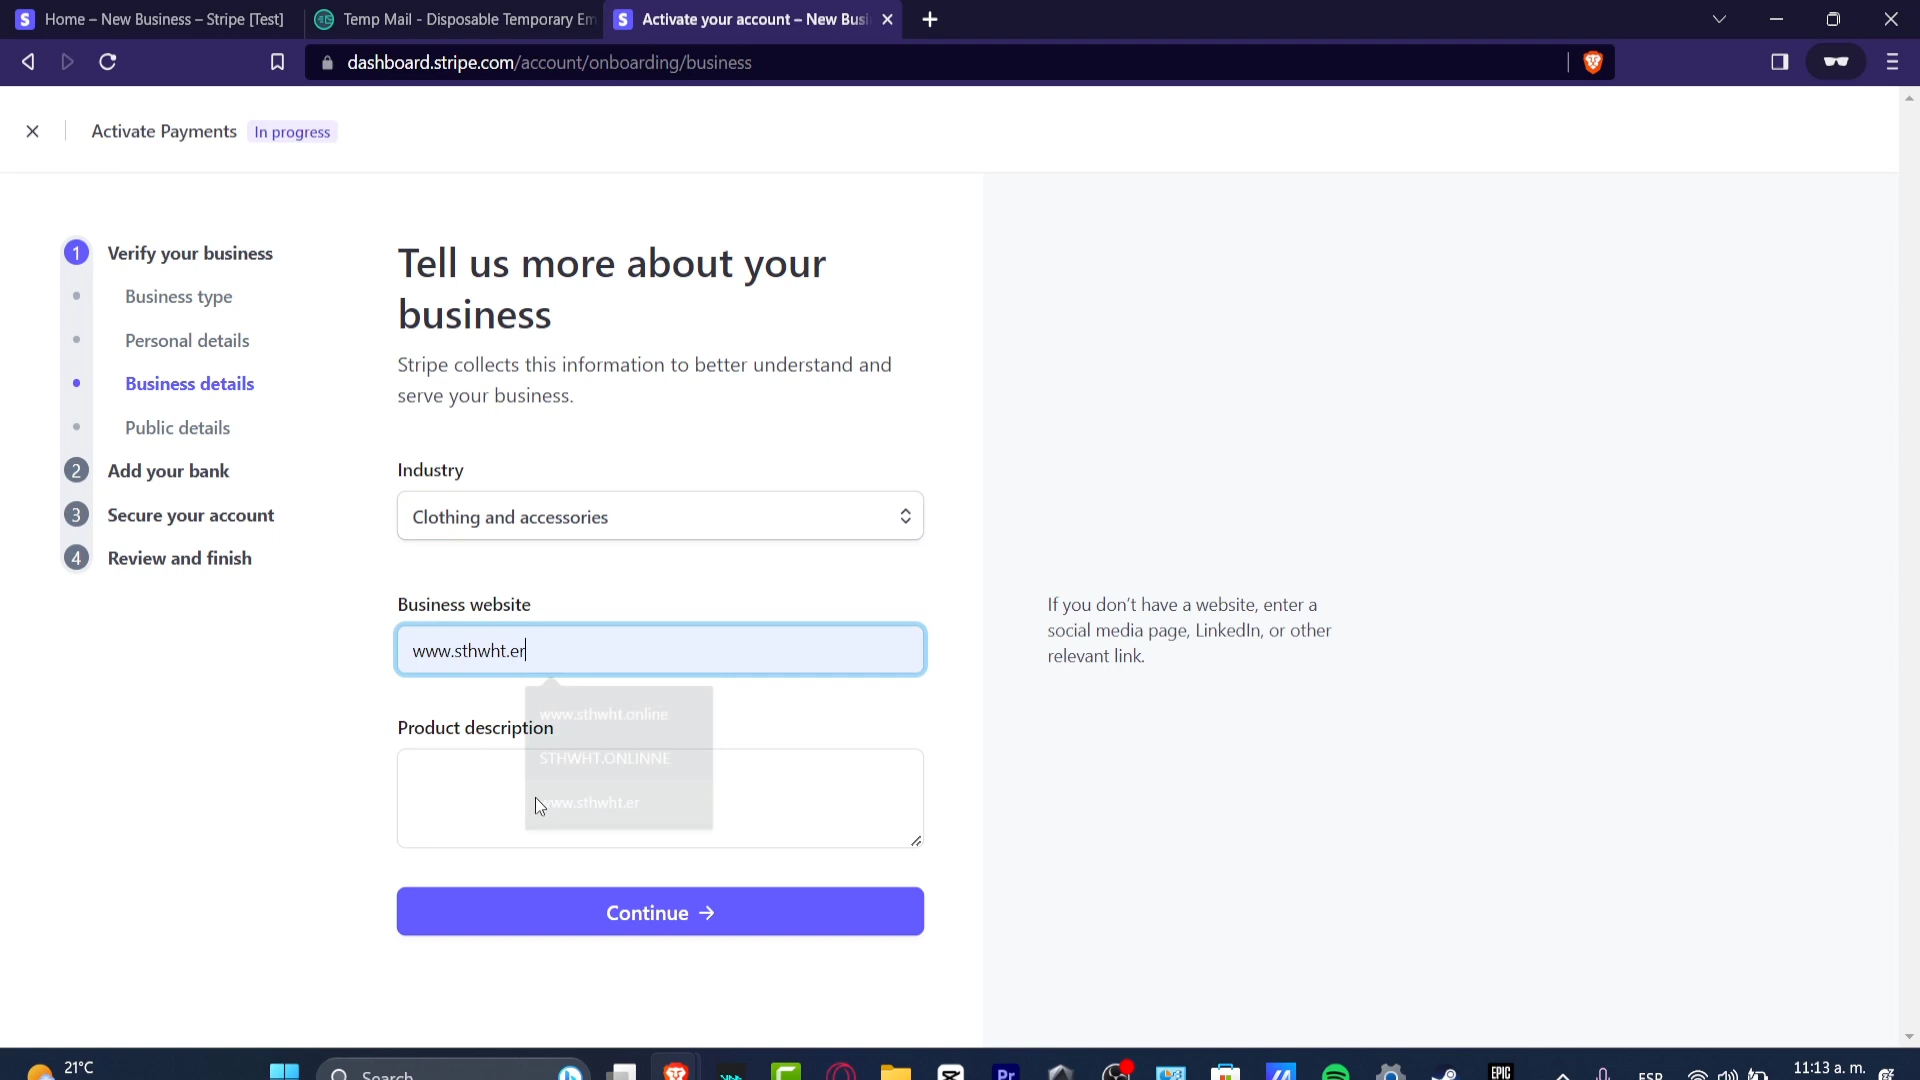 Home – New Business – Stripe [Test]
Temp Mail - Disposable Temporary Em
Activate your account – New Busi
dashboard.stripe.com/account/onboarding/business
Activate Payments In progress
1 Verify your business
Business type
Personal details
Business details
Public details
2 Add your bank
3 Secure your account
4 Review and finish
Tell us more about your
business
Stripe collects this information to better understand and
serve your business.
Industry
Clothing and accessories
Business website
www.sthwht.er
www.sthwht.online
STHWHT.ONLINNE
www.sthwht.er
Product description
Continue →
If you don't have a website, enter a
social media page, LinkedIn, or other
relevant link.
21°C
Search
Pr
EPIC
ESP
11:13 a. m.